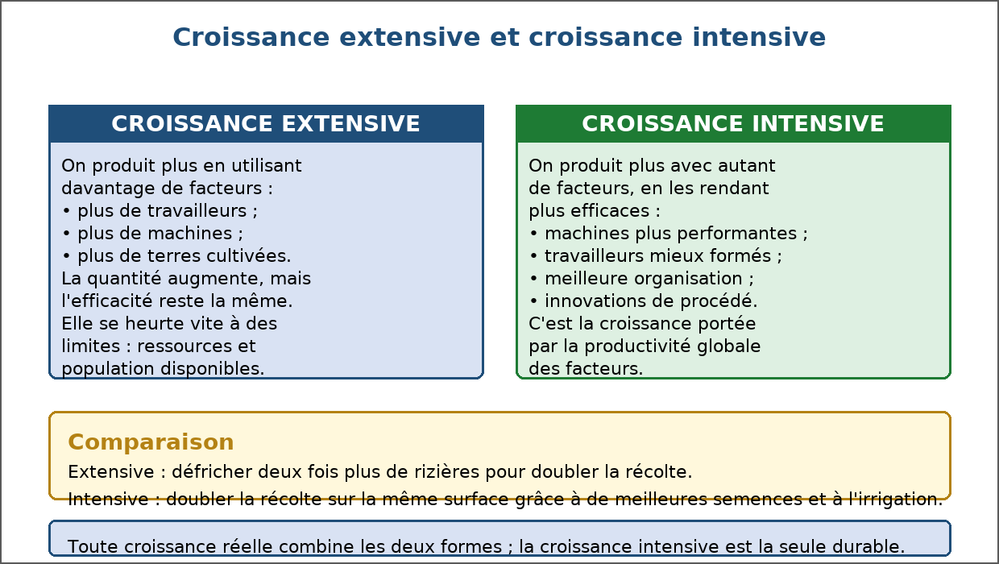 Croissance extensive et croissance intensive
CROISSANCE EXTENSIVE
On produit plus en utilisant
davantage de facteurs :
• plus de travailleurs ;
• plus de machines ;
• plus de terres cultivées.
La quantité augmente, mais
l'efficacité reste la même.
Elle se heurte vite à des
limites : ressources et
population disponibles.
CROISSANCE INTENSIVE
On produit plus avec autant
de facteurs, en les rendant
plus efficaces :
• machines plus performantes ;
• travailleurs mieux formés ;
• meilleure organisation ;
• innovations de procédé.
C'est la croissance portée
par la productivité globale
des facteurs.
Comparaison
Extensive : défricher deux fois plus de rizières pour doubler la récolte.
Intensive : doubler la récolte sur la même surface grâce à de meilleures semences et à l'irrigation.
Toute croissance réelle combine les deux formes ; la croissance intensive est la seule durable.